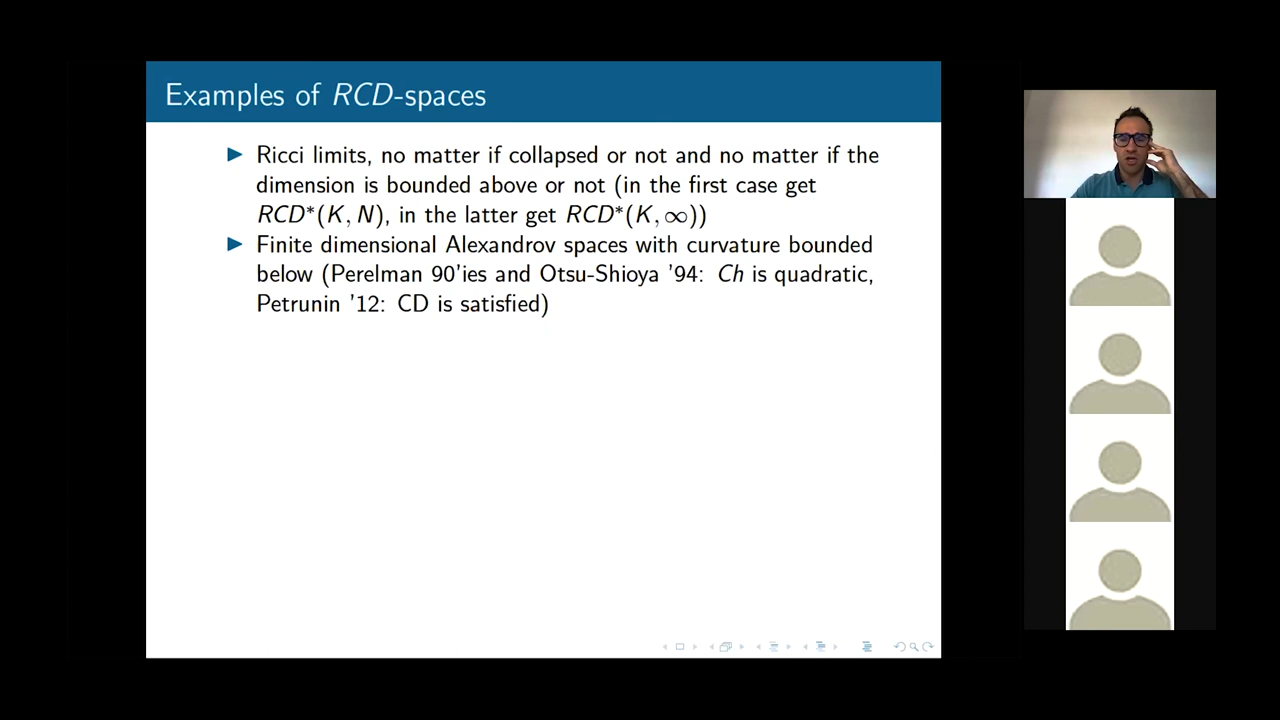 Examples of RCD-spaces
Ricci limits, no matter if collapsed or not and no matter if the
dimension is bounded above or not (in the first case get
RCD*(K, N), in the latter get RCD*(K, ∞))
Finite dimensional Alexandrov spaces with curvature bounded
below (Perelman 90'ies and Otsu-Shioya '94: Ch is quadratic,
Petrunin '12: CD is satisfied)